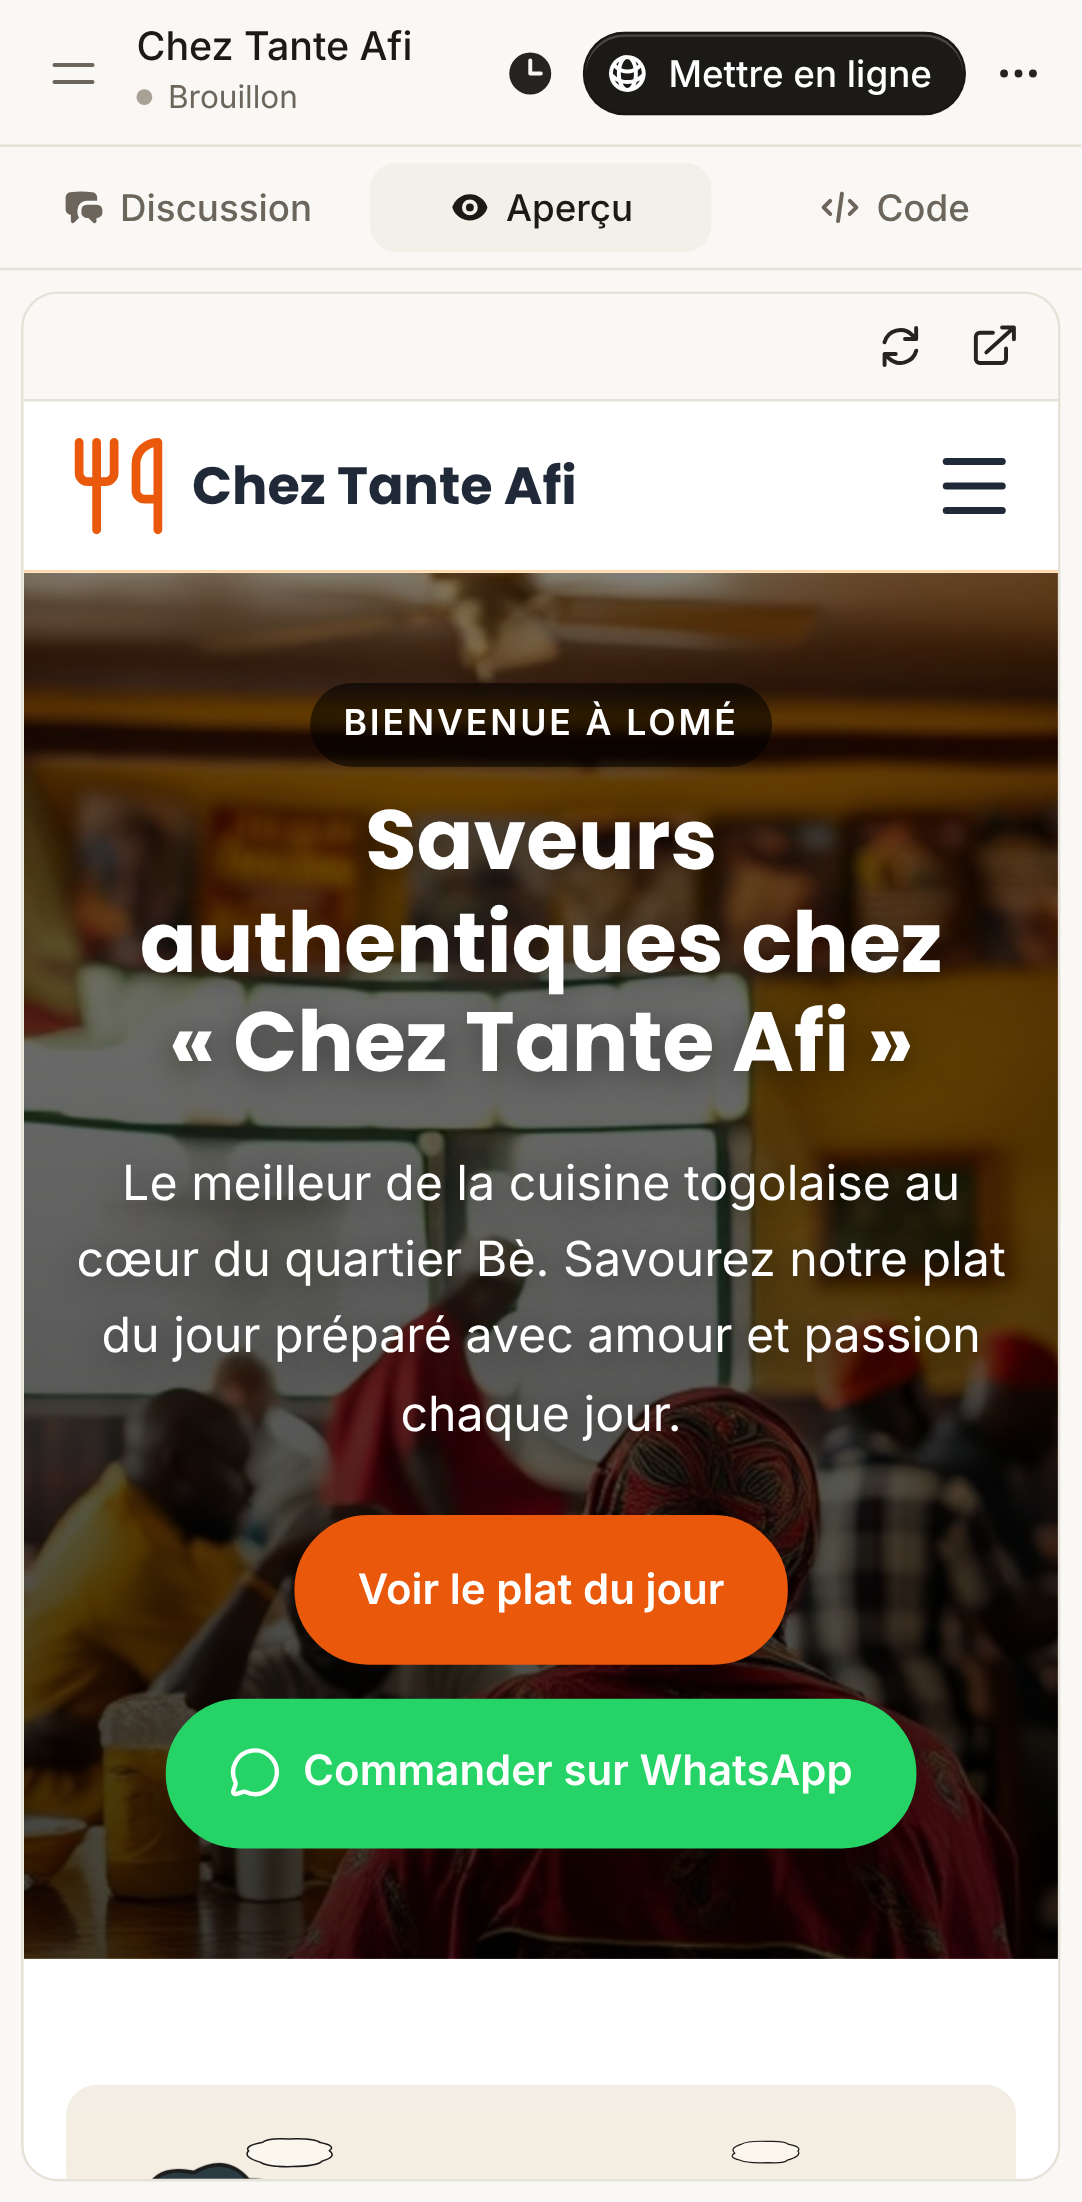 Chez Tante Afi
Brouillon
Mettre en ligne
Discussion
Aperçu
Code
Chez Tante Afi
BIENVENUE À LOMÉ
Saveurs
authentiques chez
« Chez Tante Afi »
Le meilleur de la cuisine togolaise au
cœur du quartier Bè. Savourez notre plat
du jour préparé avec amour et passion
chaque jour.
Voir le plat du jour
Commander sur WhatsApp